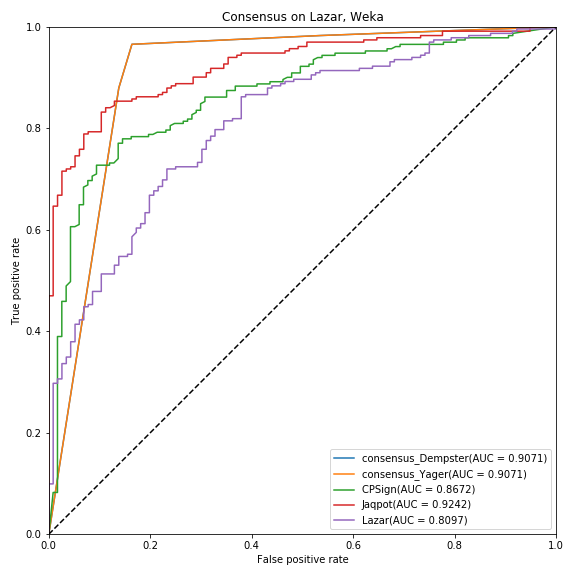 Consensus on Lazar, Weka
1.0
0.8
0.6
0.4
0.2
0.0
True positive rate
consensus_Dempster(AUC = 0.9071)
consensus_Yager(AUC = 0.9071)
CPSign(AUC = 0.8672)
Jaqpot(AUC = 0.9242)
Lazar(AUC = 0.8097)
0.0 0.2 0.4 0.6 0.8 1.0
False positive rate